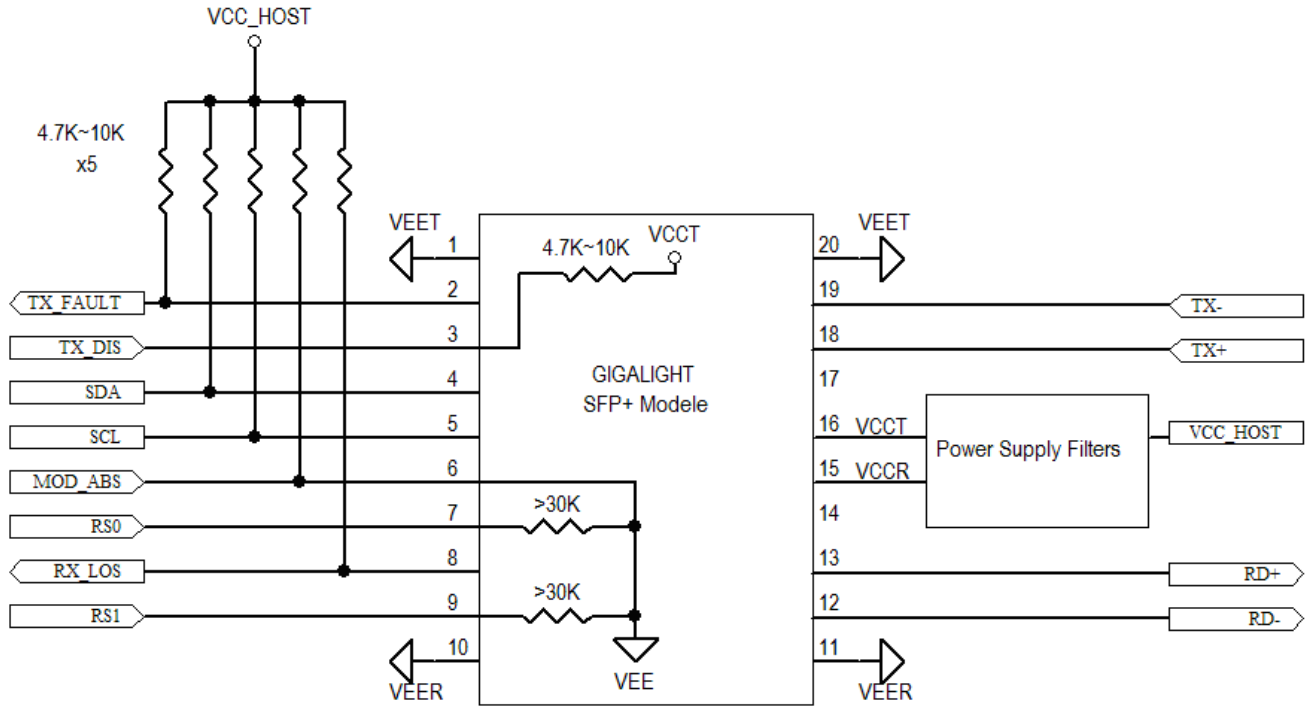 VCC_HOST
4.7K~10K
x5
VEET
1
4.7K~10K
VCCT
20
VEET
TX_FAULT
2
19
TX-
TX_DIS
3
18
TX+
SDA
4
GIGALIGHT
SFP+ Modele
17
SCL
5
16
VCCT
Power Supply Filters
VCC_HOST
MOD_ABS
6
15
VCCR
RS0
7
>30K
14
RX_LOS
8
13
RD+
RS1
9
>30K
12
RD-
10
VEER
VEE
11
VEER